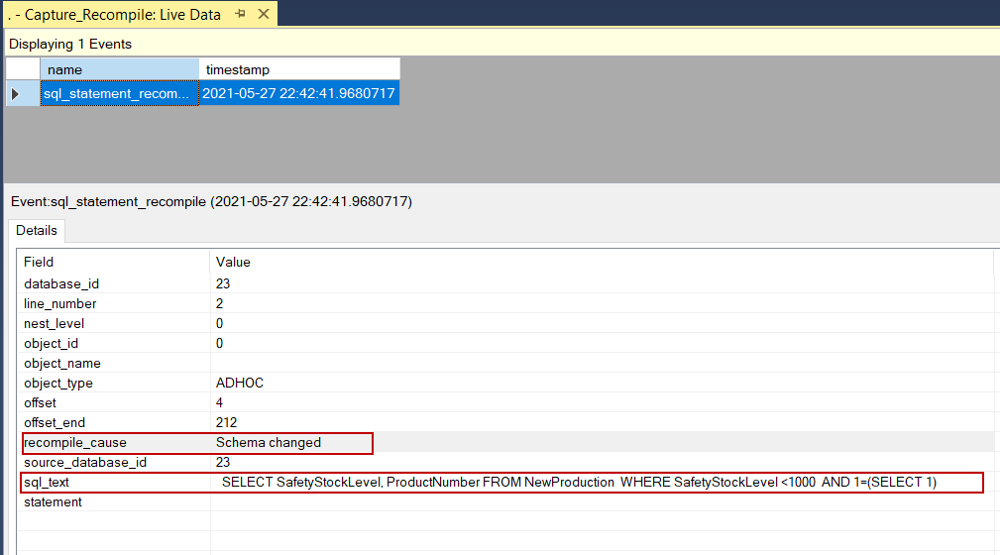 . - Capture_Recompile: Live Data
Displaying 1 Events
name timestamp
sql_statement_recom... 2021-05-27 22:42:41.9680717
Event:sql_statement_recompile (2021-05-27 22:42:41.9680717)
Details
Field Value
database_id 23
line_number 2
nest_level 0
object_id 0
object_name
object_type ADHOC
offset 4
offset_end 212
recompile_cause Schema changed
source_database_id 23
sql_text SELECT SafetyStockLevel, ProductNumber FROM NewProduction WHERE SafetyStockLevel <1000 AND 1=(SELECT 1)
statement